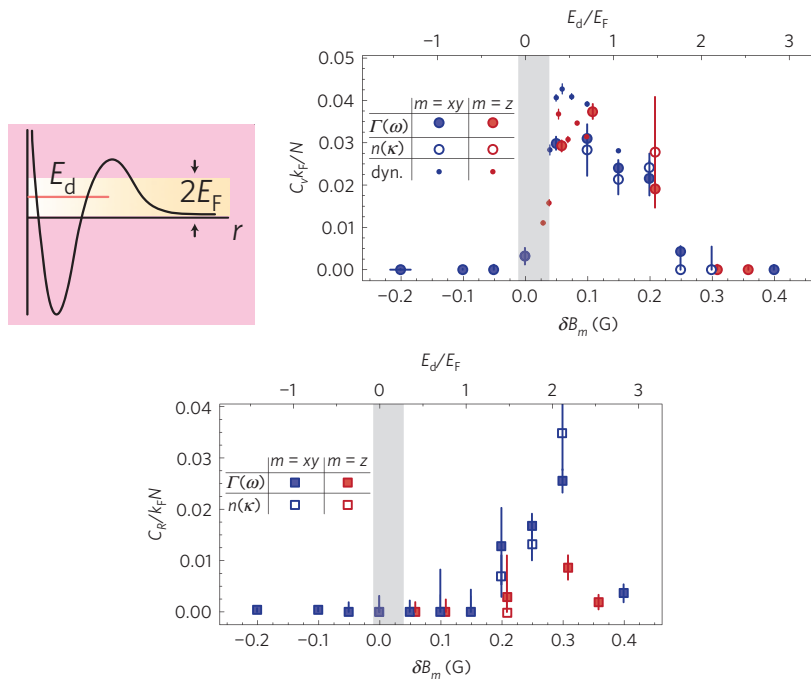 E_d
2E_F
r
E_d/E_F
−1 0 1 2 3
C_v k_F/N
0.05
0.04
0.03
0.02
0.01
0.00
m = xy m = z
Γ(ω)
n(κ)
dyn.
−0.2 −0.1 0.0 0.1 0.2 0.3 0.4
δB_m (G)
E_d/E_F
−1 0 1 2 3
C_R/k_F N
0.04
0.03
0.02
0.01
0.00
m = xy m = z
Γ(ω)
n(κ)
−0.2 −0.1 0.0 0.1 0.2 0.3 0.4
δB_m (G)